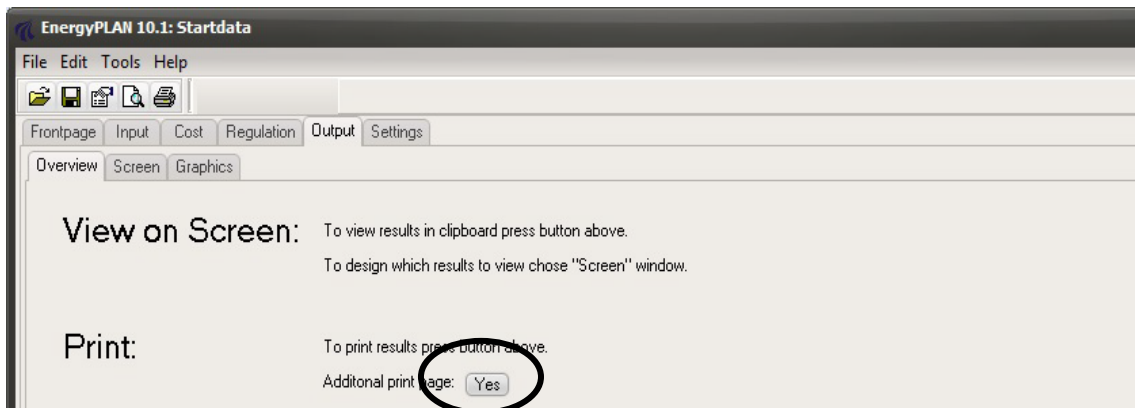 EnergyPLAN 10.1: Startdata
File Edit Tools Help
Frontpage Input Cost Regulation Output Settings
Overview Screen Graphics
View on Screen: To view results in clipboard press button above.
To design which results to view chose "Screen" window.
Print: To print results press button above.
Additonal print page: Yes